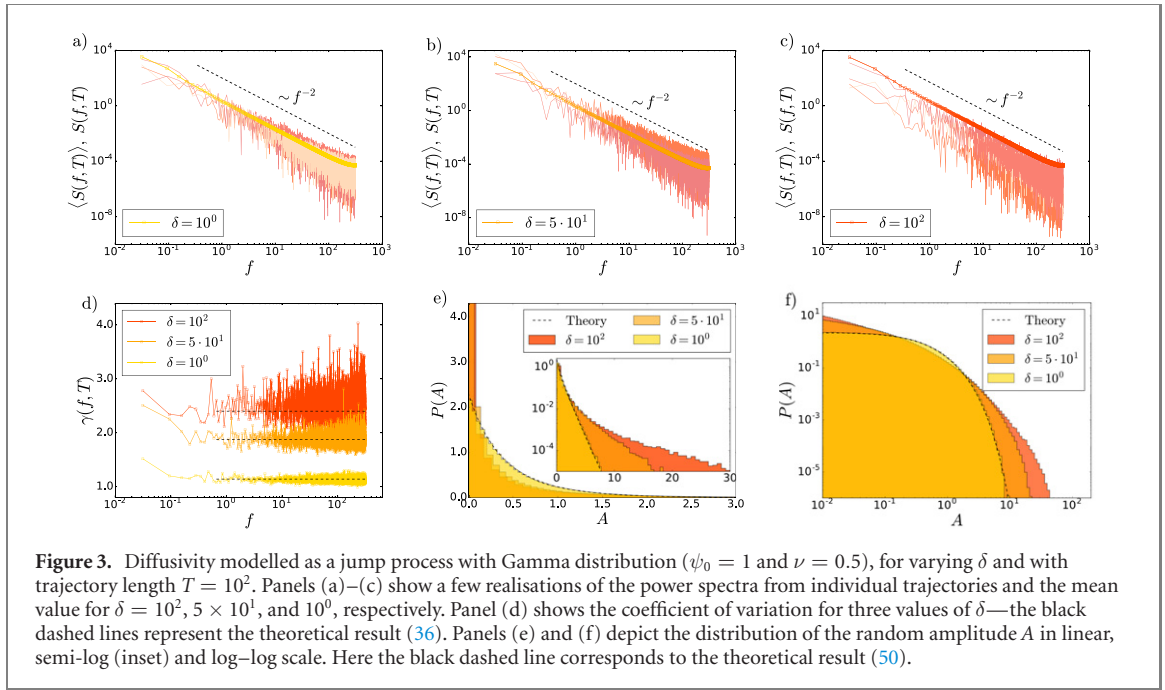 a)
b)
c)
10^4
10^0
10^-4
10^-8
⟨S(f,T)⟩, S(f,T)
~ f^-2
δ = 10^0
10^-2 10^-1 10^0 10^1 10^2 10^3
f
10^4
10^0
10^-4
10^-8
⟨S(f,T)⟩, S(f,T)
~ f^-2
δ = 5 · 10^1
10^-2 10^-1 10^0 10^1 10^2 10^3
f
10^4
10^0
10^-4
10^-8
⟨S(f,T)⟩, S(f,T)
~ f^-2
δ = 10^2
10^-2 10^-1 10^0 10^1 10^2 10^3
f
d)
4.0
3.0
2.0
1.0
γ(f,T)
δ = 10^2
δ = 5 · 10^1
δ = 10^0
10^-2 10^-1 10^0 10^1 10^2
f
e)
4.0
3.0
2.0
1.0
0.0
P(A)
Theory
δ = 10^2
δ = 5 · 10^1
δ = 10^0
10^0
10^-2
10^-4
0 10 20 30
0.0 0.5 1.0 1.5 2.0 2.5 3.0
A
f)
10^1
10^-1
10^-3
10^-5
P(A)
Theory
δ = 10^2
δ = 5 · 10^1
δ = 10^0
10^-2 10^-1 10^0 10^1 10^2
A
Figure 3. Diffusivity modelled as a jump process with Gamma distribution (ψ₀ = 1 and ν = 0.5), for varying δ and with
trajectory length T = 10². Panels (a)–(c) show a few realisations of the power spectra from individual trajectories and the mean
value for δ = 10², 5 × 10¹, and 10⁰, respectively. Panel (d) shows the coefficient of variation for three values of δ—the black
dashed lines represent the theoretical result (36). Panels (e) and (f) depict the distribution of the random amplitude A in linear,
semi-log (inset) and log–log scale. Here the black dashed line corresponds to the theoretical result (50).